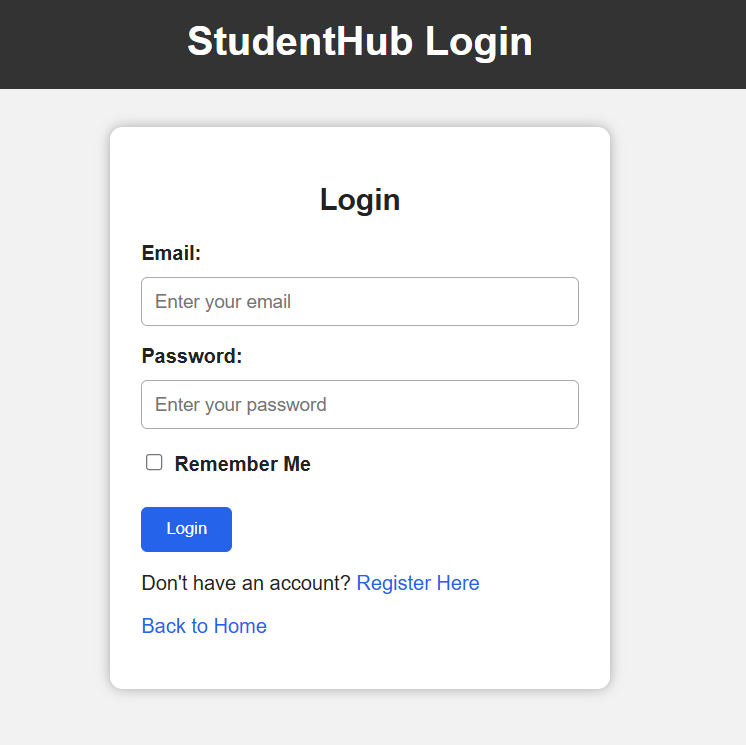 StudentHub Login
Login
Email:
Enter your email
Password:
Enter your password
Remember Me
Login
Don't have an account? Register Here
Back to Home